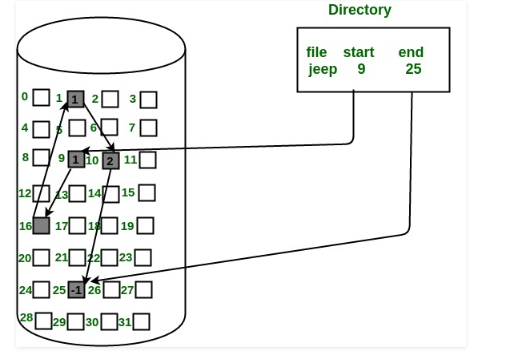 Directory
file start end
jeep 9 25
0 1 1 2 3
4 5 6 7
8 9 1 10 2 11
12 13 14 15
16 17 18 19
20 21 22 23
24 25 -1 26 27
28 29 30 31